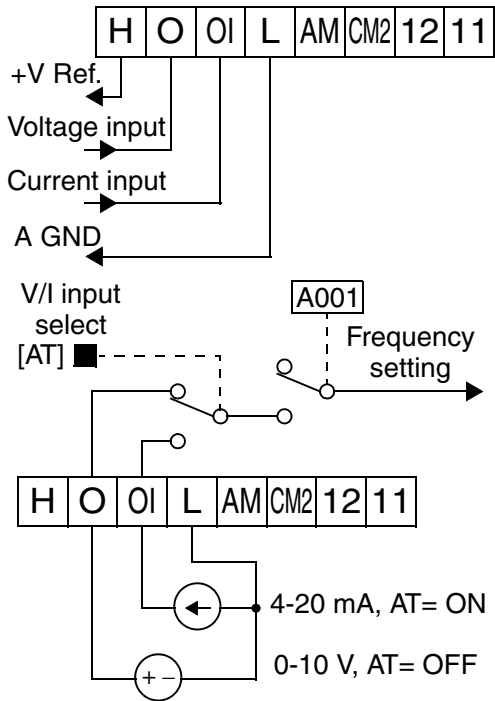 H O OI L AM CM2 12 11
+V Ref.
Voltage input
Current input
A GND
V/I input
select
[AT]
A001
Frequency
setting
H O OI L AM CM2 12 11
4-20 mA, AT= ON
+ −
0-10 V, AT= OFF